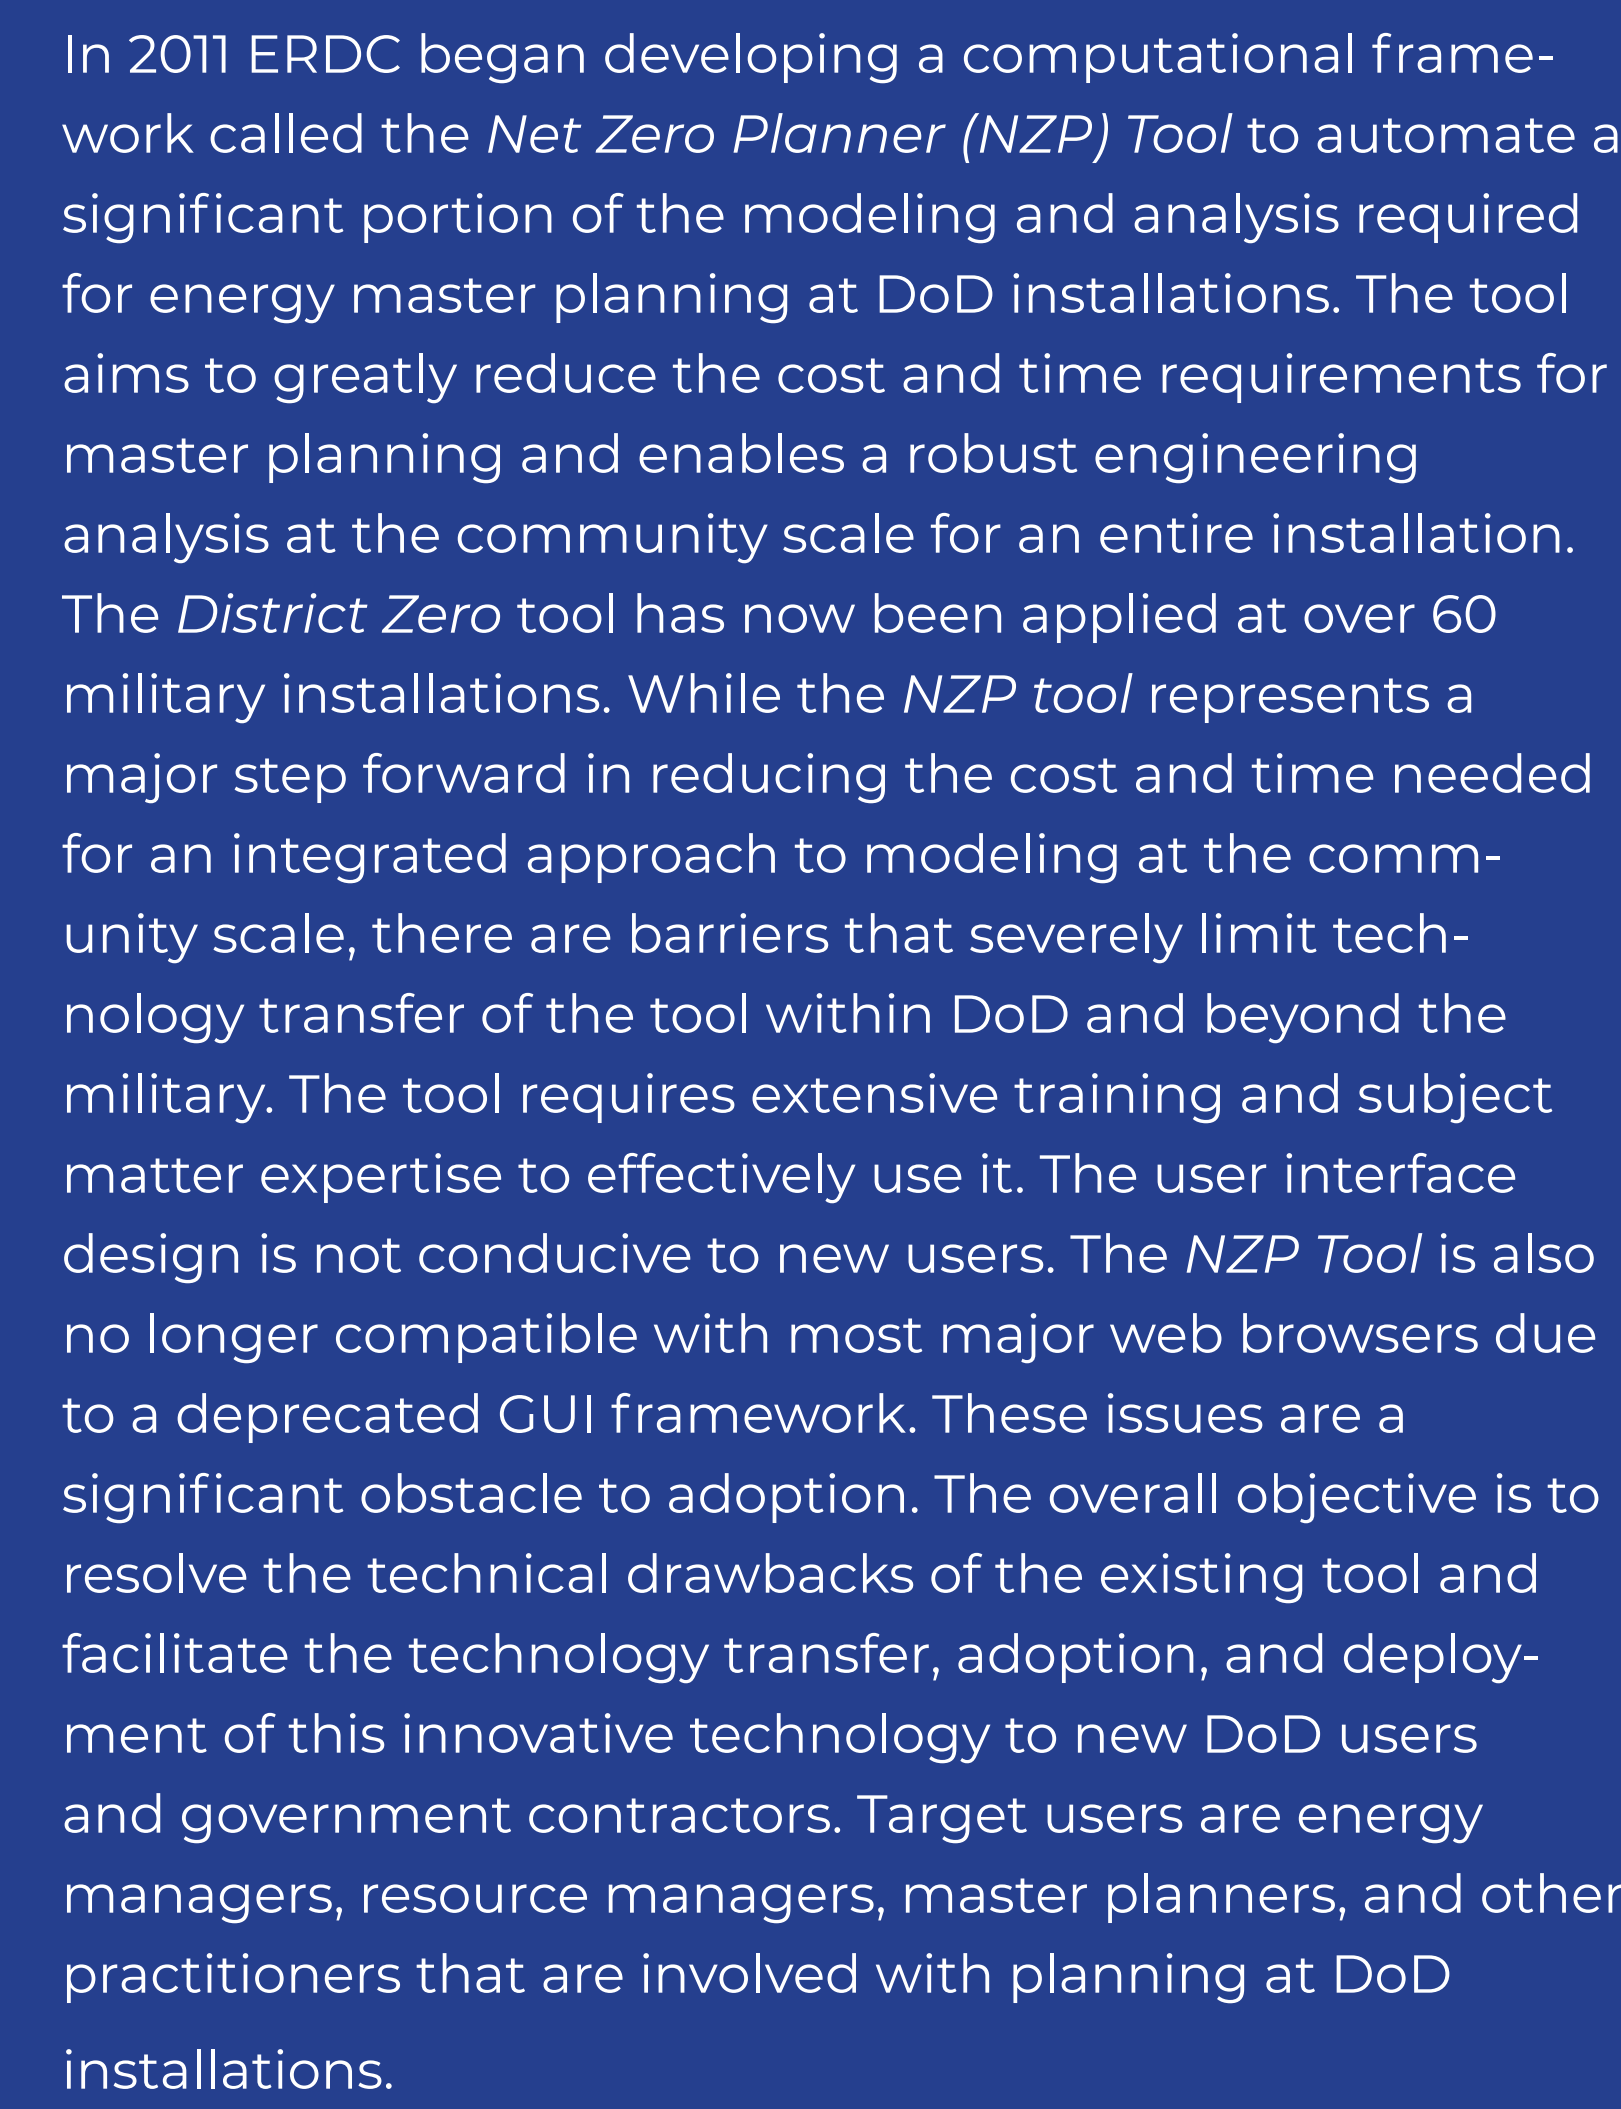 In 2011 ERDC began developing a computational frame-
work called the Net Zero Planner (NZP) Tool to automate a
significant portion of the modeling and analysis required
for energy master planning at DoD installations. The tool
aims to greatly reduce the cost and time requirements for
master planning and enables a robust engineering
analysis at the community scale for an entire installation.
The District Zero tool has now been applied at over 60
military installations. While the NZP tool represents a
major step forward in reducing the cost and time needed
for an integrated approach to modeling at the comm-
unity scale, there are barriers that severely limit tech-
nology transfer of the tool within DoD and beyond the
military. The tool requires extensive training and subject
matter expertise to effectively use it. The user interface
design is not conducive to new users. The NZP Tool is also
no longer compatible with most major web browsers due
to a deprecated GUI framework. These issues are a
significant obstacle to adoption. The overall objective is to
resolve the technical drawbacks of the existing tool and
facilitate the technology transfer, adoption, and deploy-
ment of this innovative technology to new DoD users
and government contractors. Target users are energy
managers, resource managers, master planners, and other
practitioners that are involved with planning at DoD
installations.